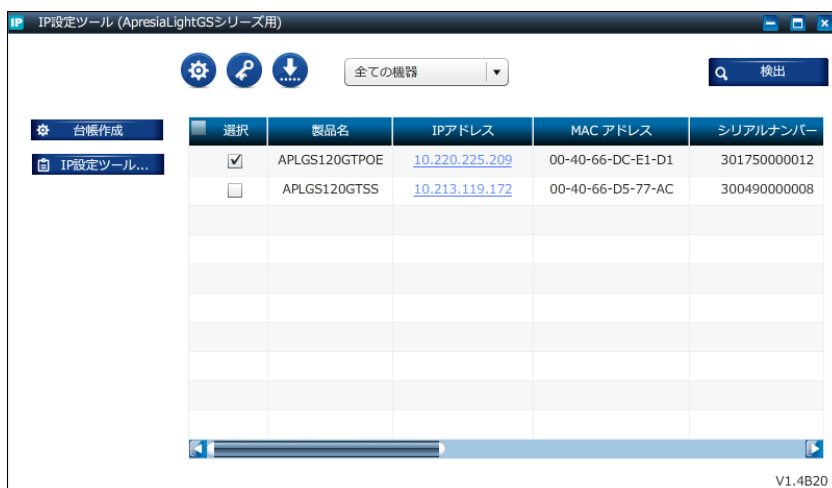 IP IP設定ツール (ApresiaLightGSシリーズ用)
全ての機器
検出
台帳作成
IP設定ツール...
選択 製品名 IPアドレス MAC アドレス シリアルナンバー
APLGS120GTPOE 10.220.225.209 00-40-66-DC-E1-D1 301750000012
APLGS120GTSS 10.213.119.172 00-40-66-D5-77-AC 300490000008
V1.4B20